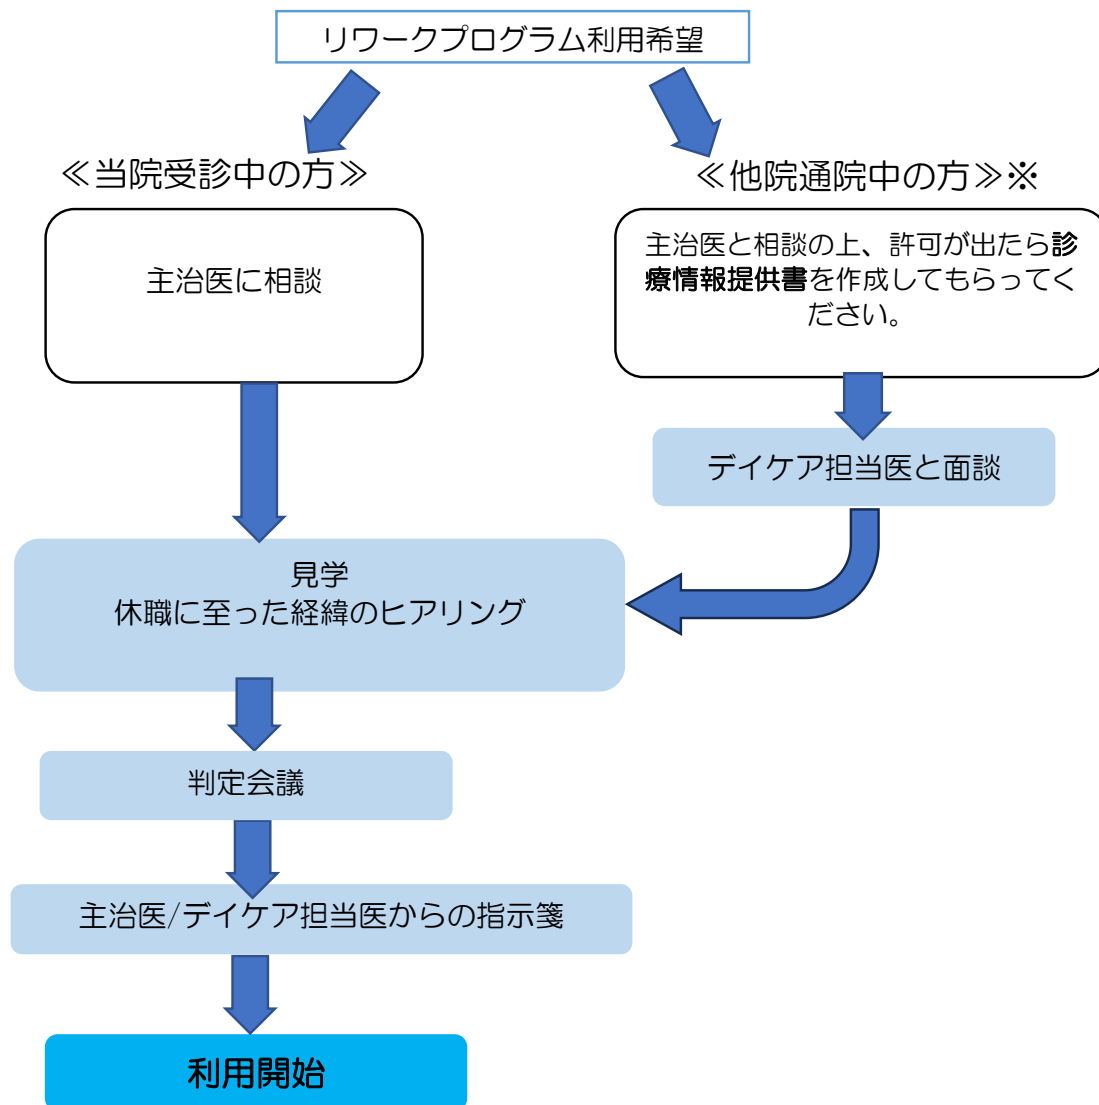 リワークプログラム利用希望
≪当院受診中の方≫
≪他院通院中の方≫※
主治医に相談
主治医と相談の上、許可が出たら診
療情報提供書を作成してもらってく
ださい。
デイケア担当医と面談
見学
休職に至った経緯のヒアリング
判定会議
主治医/デイケア担当医からの指示箋
利用開始